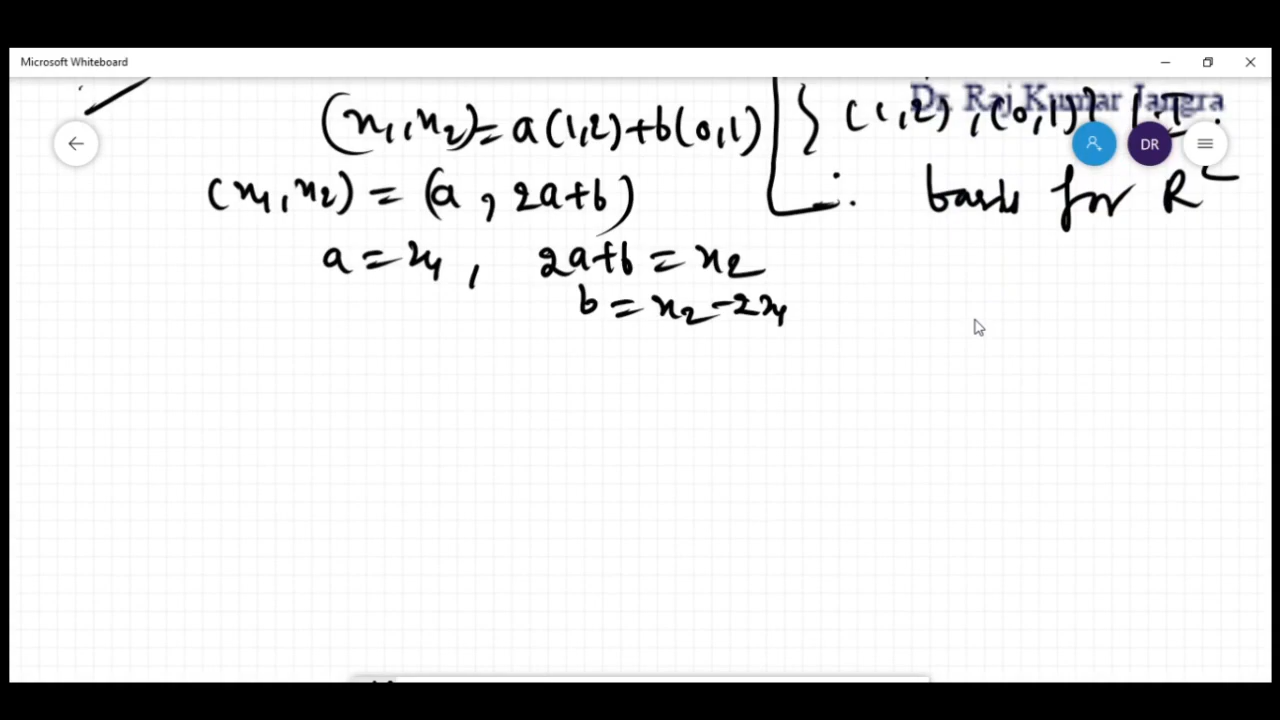 Microsoft Whiteboard
Dr. Raj Kumar Jangra
(x₁, x₂) = a(1,2) + b(0,1)
{(1,2), (0,1)} L.I.
DR
(x₁, x₂) = (a, 2a+b)
∴ basis for R²
a = x₁, 2a+b = x₂
b = x₂ - 2x₁